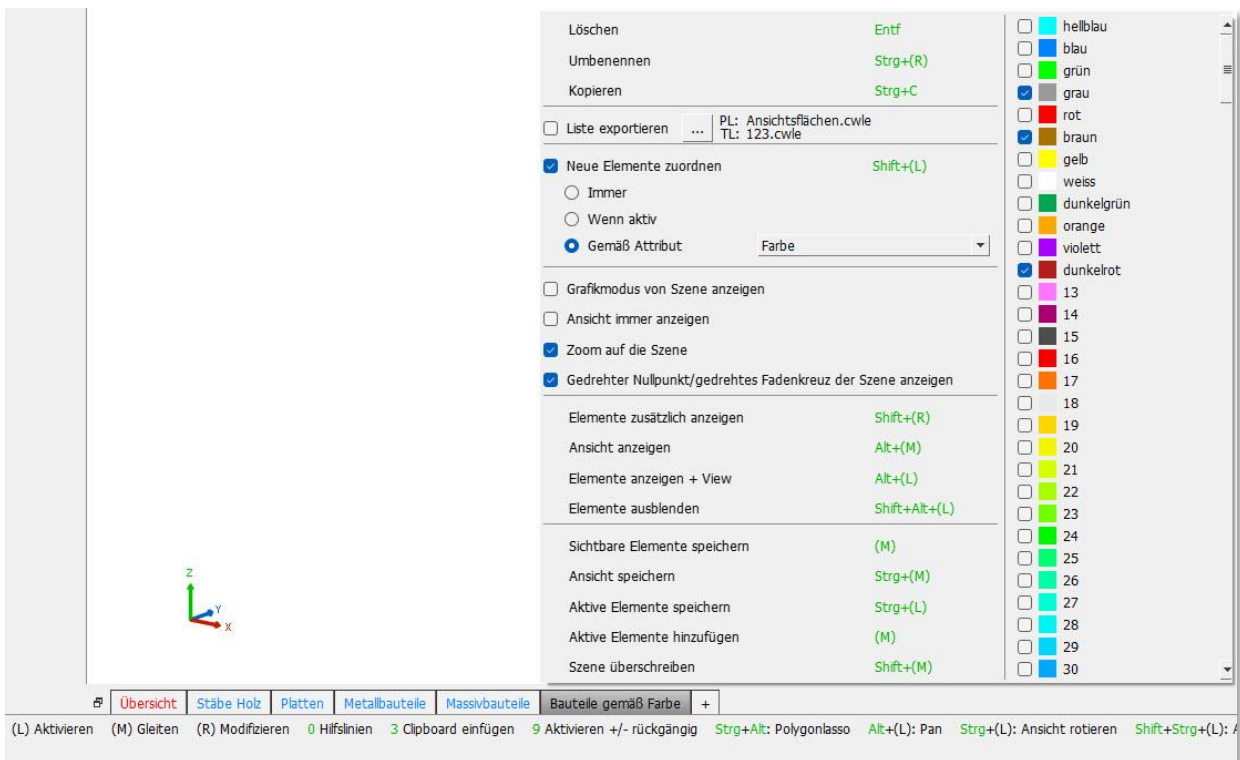 Löschen Entf
Umbenennen Strg+(R)
Kopieren Strg+C
Liste exportieren ... PL: Ansichtsflächen.cwle
TL: 123.cwle
Neue Elemente zuordnen Shift+(L)
Immer
Wenn aktiv
Gemäß Attribut Farbe
Grafikmodus von Szene anzeigen
Ansicht immer anzeigen
Zoom auf die Szene
Gedrehter Nullpunkt/gedrehtes Fadenkreuz der Szene anzeigen
Elemente zusätzlich anzeigen Shift+(R)
Ansicht anzeigen Alt+(M)
Elemente anzeigen + View Alt+(L)
Elemente ausblenden Shift+Alt+(L)
Sichtbare Elemente speichern (M)
Ansicht speichern Strg+(M)
Aktive Elemente speichern Strg+(L)
Aktive Elemente hinzufügen (M)
Szene überschreiben Shift+(M)
hellblau
blau
grün
grau
rot
braun
gelb
weiss
dunkelgrün
orange
violett
dunkelrot
13
14
15
16
17
18
19
20
21
22
23
24
25
26
27
28
29
30
Z
Y
X
Übersicht Stäbe Holz Platten Metallbauteile Massivbauteile Bauteile gemäß Farbe +
(L) Aktivieren (M) Gleiten (R) Modifizieren 0 Hilfslinien 3 Clipboard einfügen 9 Aktivieren +/- rückgängig Strg+Alt: Polygonlasso Alt+(L): Pan Strg+(L): Ansicht rotieren Shift+Strg+(L):